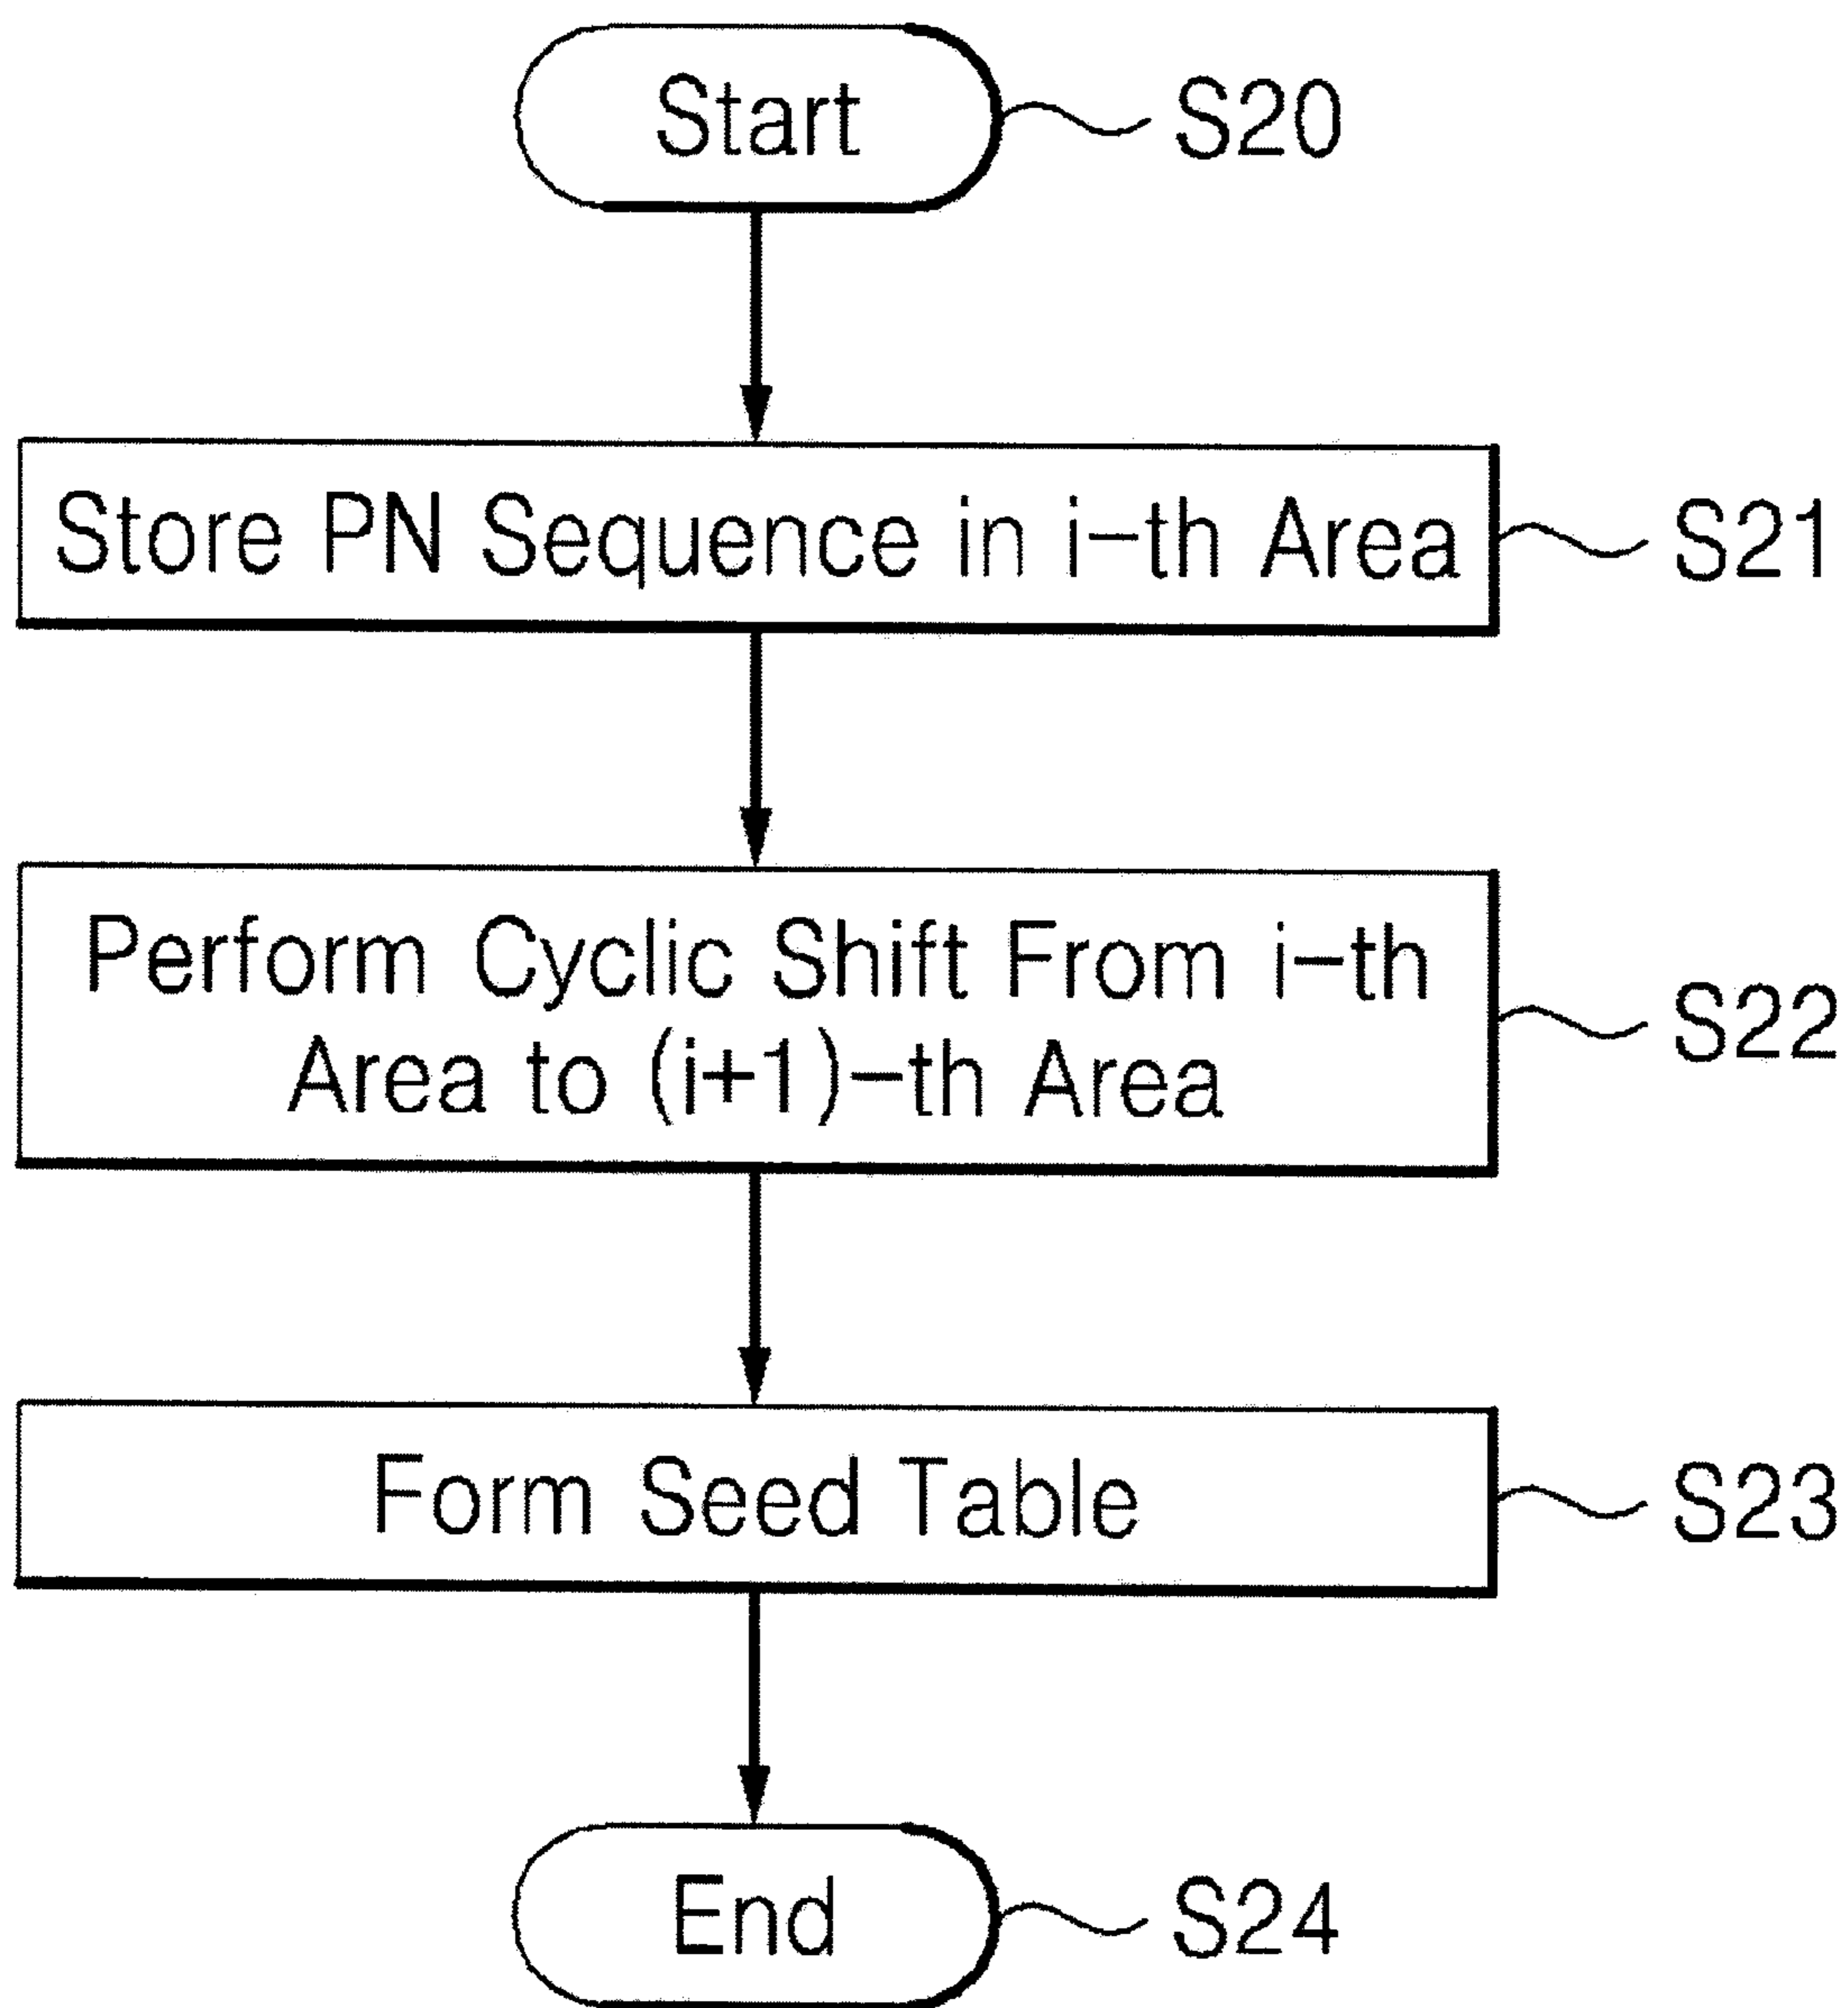 Start
S20
Store PN Sequence in i-th Area
S21
Perform Cyclic Shift From i-th
Area to (i+1)-th Area
S22
Form Seed Table
S23
End
S24